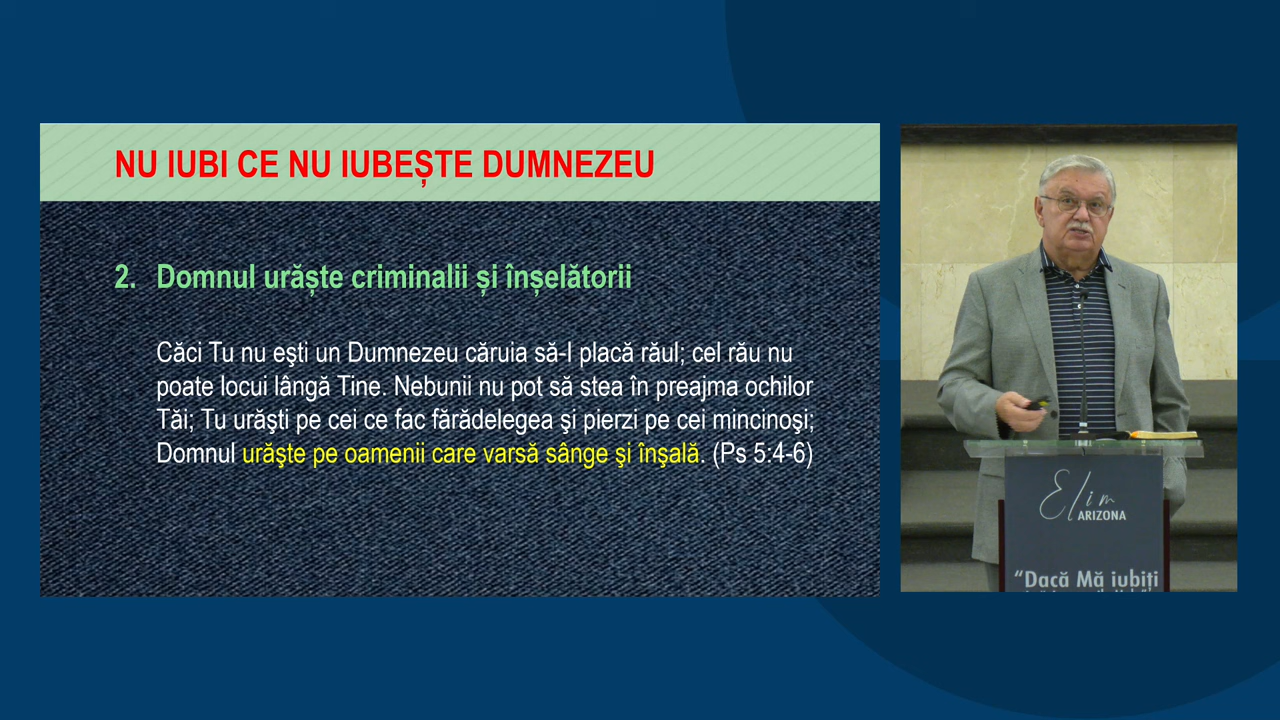 NU IUBI CE NU IUBEȘTE DUMNEZEU
2. Domnul urăște criminalii și înșelătorii
Căci Tu nu eşti un Dumnezeu căruia să-I placă răul; cel rău nu
poate locui lângă Tine. Nebunii nu pot să stea în preajma ochilor
Tăi; Tu urăşti pe cei ce fac fărădelegea şi pierzi pe cei mincinoşi;
Domnul urăşte pe oamenii care varsă sânge şi înşală. (Ps 5:4-6)
Elim
ARIZONA
“Dacă Mă iubiți